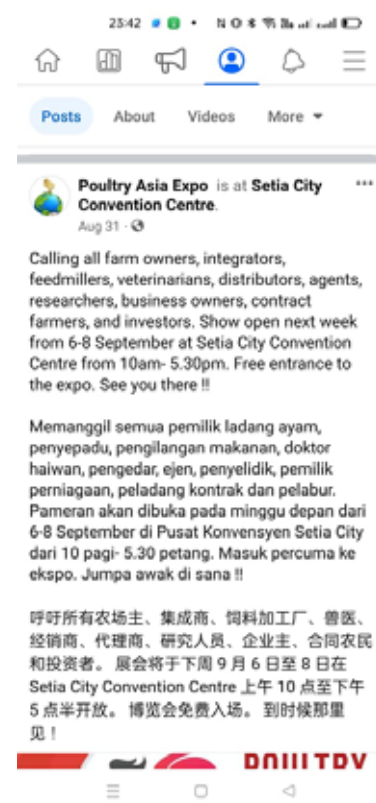 23:42
Posts About Videos More
Poultry Asia Expo is at Setia City
Convention Centre.
Aug 31
Calling all farm owners, integrators,
feedmillers, veterinarians, distributors, agents,
researchers, business owners, contract
farmers, and investors. Show open next week
from 6-8 September at Setia City Convention
Centre from 10am- 5.30pm. Free entrance to
the expo. See you there !!
Memanggil semua pemilik ladang ayam,
penyepadu, pengilangan makanan, doktor
haiwan, pengedar, ejen, penyelidik, pemilik
perniagaan, peladang kontrak dan pelabur.
Pameran akan dibuka pada minggu depan dari
6-8 September di Pusat Konvensyen Setia City
dari 10 pagi- 5.30 petang. Masuk percuma ke
ekspo. Jumpa awak di sana !!
呼吁所有农场主、集成商、饲料加工厂、兽医、
经销商、代理商、研究人员、企业主、合同农民
和投资者。 展会将于下周 9 月 6 日至 8 日在
Setia City Convention Centre 上午 10 点至下午
5 点半开放。 博览会免费入场。 到时候那里
见！